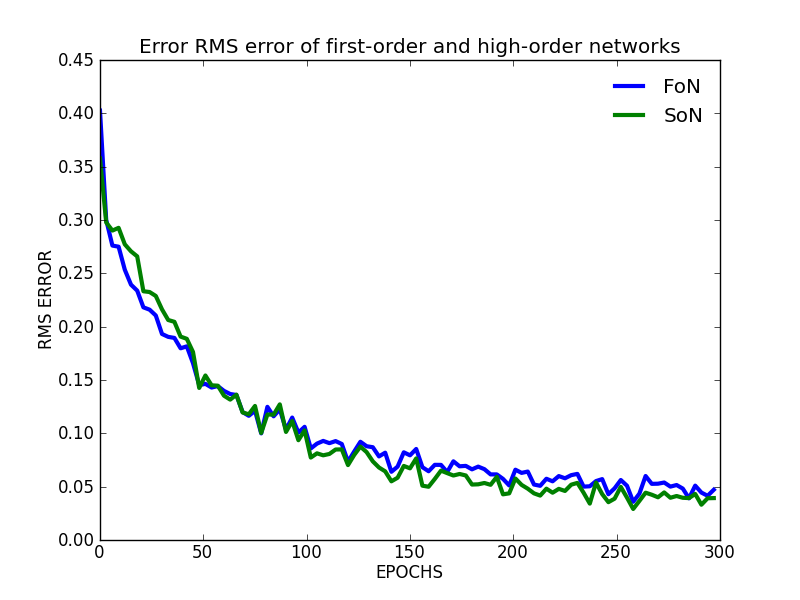 Error RMS error of first-order and high-order networks
FoN
SoN
0.45
0.40
0.35
0.30
0.25
0.20
0.15
0.10
0.05
0.00
RMS ERROR
0 50 100 150 200 250 300
EPOCHS